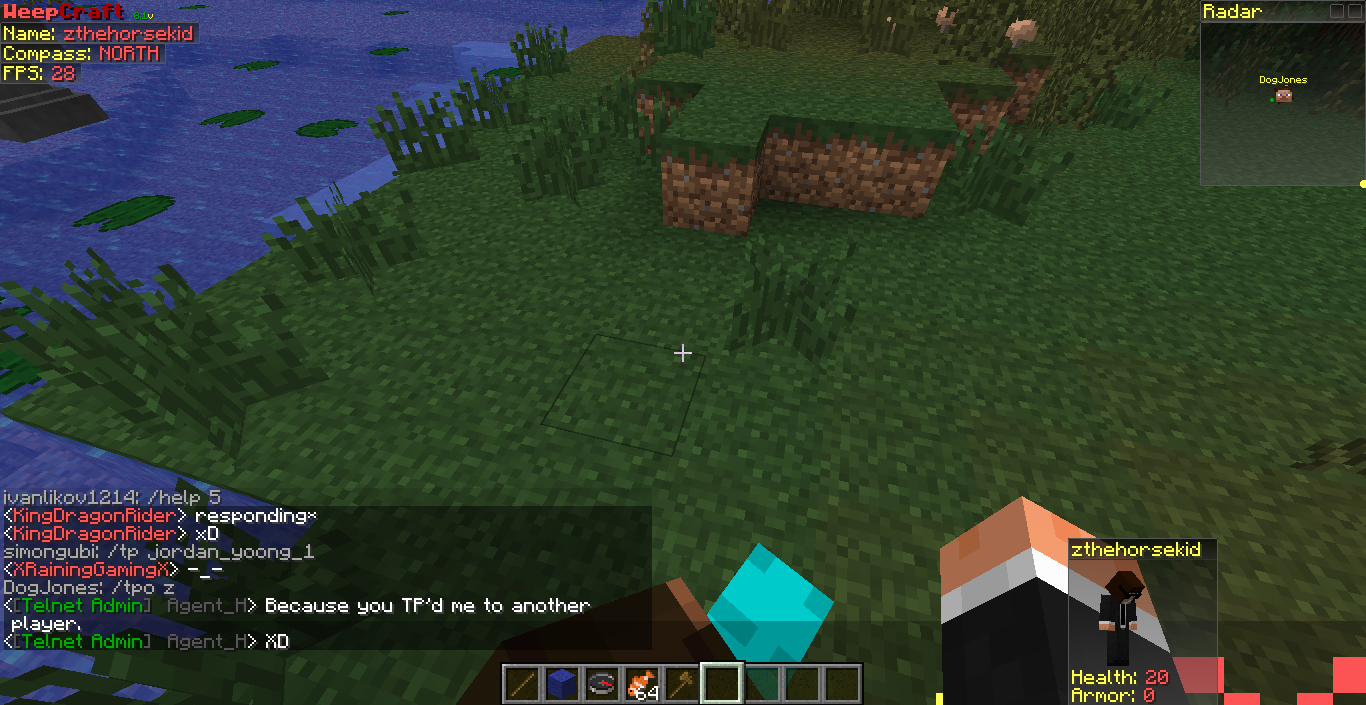 WeepCraft 8.1v
Name: zthehorsekid
Compass: NORTH
FPS: 28
Radar
DogJones
ivanlikov1214: /help 5
<KingDragonRider> responding*
<KingDragonRider> xD
simongubi: /tp jordan_yoong_1
<XRainingGamingX> -_-
DogJones: /tpo z
<[Telnet Admin] Agent_H> Because you TP'd me to another
player.
<[Telnet Admin] Agent_H> XD
64
zthehorsekid
Health: 20
Armor: 0